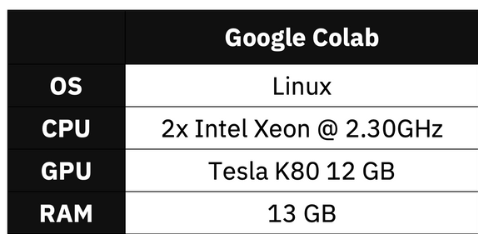 Google Colab
OS Linux
CPU 2x Intel Xeon @ 2.30GHz
GPU Tesla K80 12 GB
RAM 13 GB